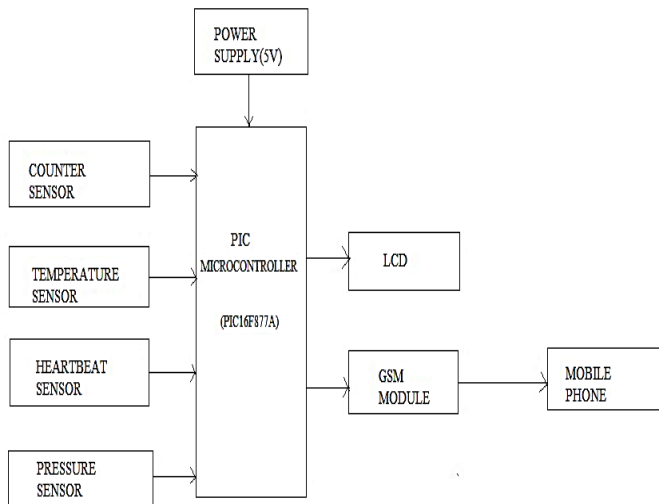 POWER
SUPPLY(5V)
COUNTER
SENSOR
TEMPERATURE
SENSOR
HEARTBEAT
SENSOR
PRESSURE
SENSOR
PIC
MICROCONTROLLER
(PIC16F877A)
LCD
GSM
MODULE
MOBILE
PHONE